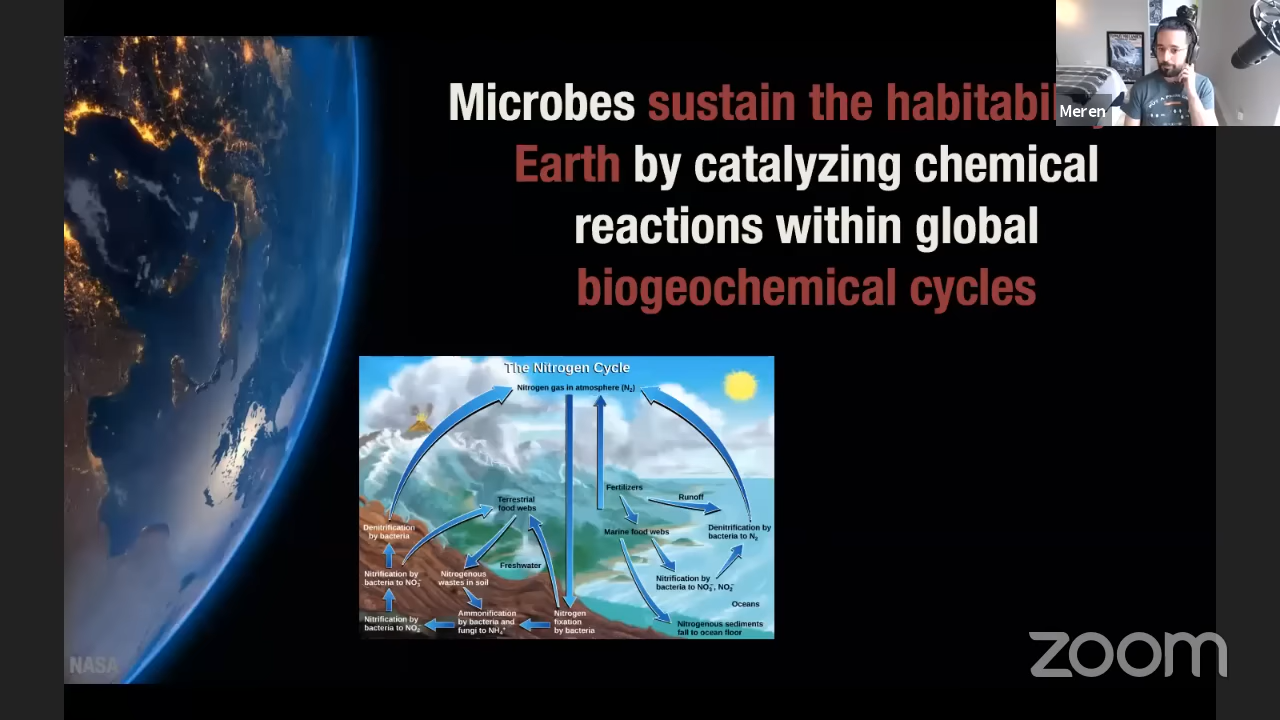 Microbes sustain the habitabi
Earth by catalyzing chemical
reactions within global
biogeochemical cycles
Meren
The Nitrogen Cycle
Nitrogen gas in atmosphere (N₂)
Fertilizers
Runoff
Terrestrial
food webs
Marine food webs
Denitrification by
bacteria to N₂
Denitrification
by bacteria
Freshwater
Nitrification by
bacteria to NO₃⁻
Nitrogenous
wastes in soil
Nitrification by
bacteria to NO₃⁻, NO₂⁻
Oceans
Nitrification by
bacteria to NO₂⁻
Ammonification
by bacteria and
fungi to NH₄⁺
Nitrogen
fixation
by bacteria
Nitrogenous sediments
fall to ocean floor
NASA
zoom